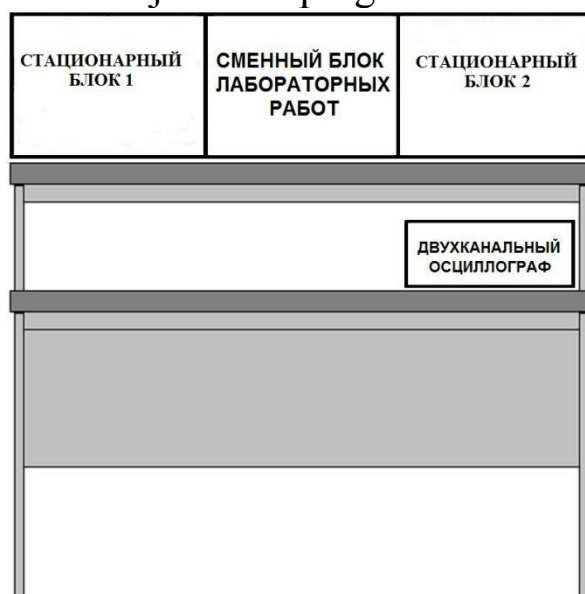 СТАЦИОНАРНЫЙ
БЛОК 1
СМЕННЫЙ БЛОК
ЛАБОРАТОРНЫХ
РАБОТ
СТАЦИОНАРНЫЙ
БЛОК 2
ДВУХКАНАЛЬНЫЙ
ОСЦИЛЛОГРАФ